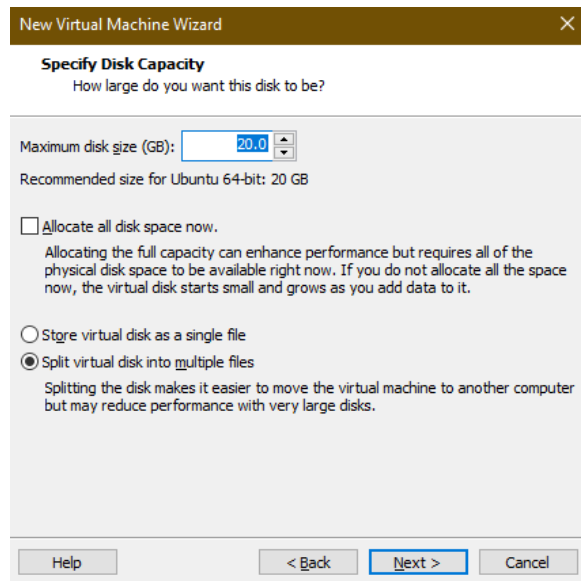 New Virtual Machine Wizard
Specify Disk Capacity
How large do you want this disk to be?
Maximum disk size (GB): 20.0
Recommended size for Ubuntu 64-bit: 20 GB
Allocate all disk space now.
Allocating the full capacity can enhance performance but requires all of the
physical disk space to be available right now. If you do not allocate all the space
now, the virtual disk starts small and grows as you add data to it.
Store virtual disk as a single file
Split virtual disk into multiple files
Splitting the disk makes it easier to move the virtual machine to another computer
but may reduce performance with very large disks.
Help < Back Next > Cancel